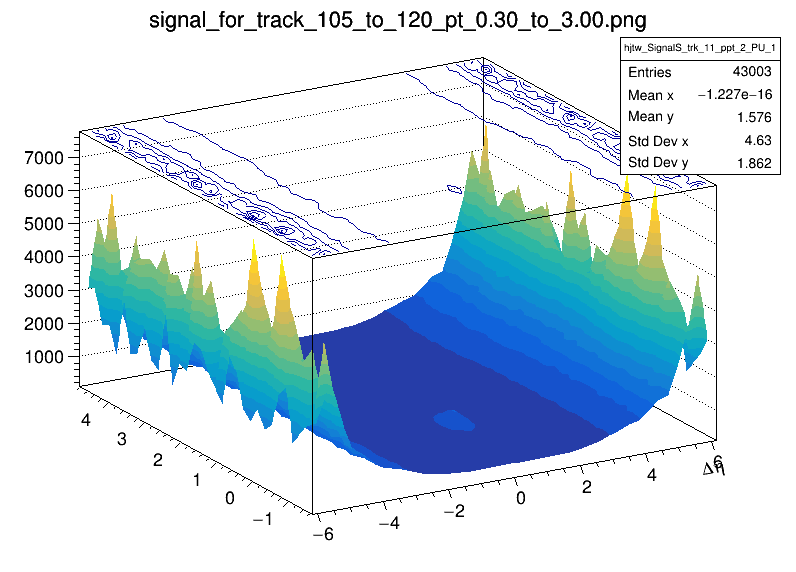 signal_for_track_105_to_120_pt_0.30_to_3.00.png
hjtw_SignalS_trk_11_ppt_2_PU_1
Entries 43003
Mean x −1.227e−16
Mean y 1.576
Std Dev x 4.63
Std Dev y 1.862
7000
6000
5000
4000
3000
2000
1000
4
3
2
1
0
−1
−6
−4
−2
0
2
4
6
Δη